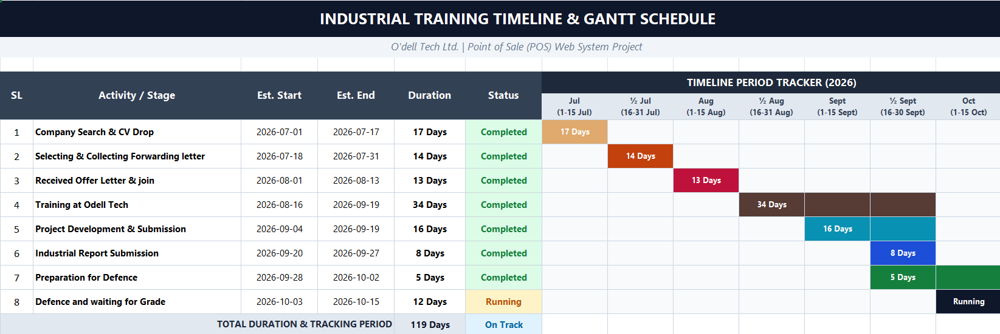 INDUSTRIAL TRAINING TIMELINE & GANTT SCHEDULE
O'dell Tech Ltd. | Point of Sale (POS) Web System Project
SL Activity / Stage Est. Start Est. End Duration Status TIMELINE PERIOD TRACKER (2026)
Jul ½ Jul Aug ½ Aug Sept ½ Sept Oct
(1-15 Jul) (16-31 Jul) (1-15 Aug) (16-31 Aug) (1-15 Sept) (16-30 Sept) (1-15 Oct)
1 Company Search & CV Drop 2026-07-01 2026-07-17 17 Days Completed 17 Days
2 Selecting & Collecting Forwarding letter 2026-07-18 2026-07-31 14 Days Completed 14 Days
3 Received Offer Letter & join 2026-08-01 2026-08-13 13 Days Completed 13 Days
4 Training at Odell Tech 2026-08-16 2026-09-19 34 Days Completed 34 Days
5 Project Development & Submission 2026-09-04 2026-09-19 16 Days Completed 16 Days
6 Industrial Report Submission 2026-09-20 2026-09-27 8 Days Completed 8 Days
7 Preparation for Defence 2026-09-28 2026-10-02 5 Days Completed 5 Days
8 Defence and waiting for Grade 2026-10-03 2026-10-15 12 Days Running Running
TOTAL DURATION & TRACKING PERIOD 119 Days On Track